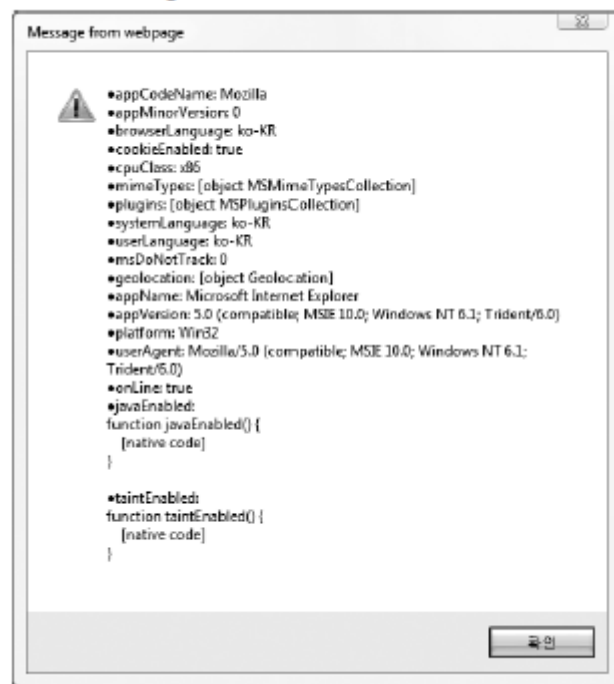 Message from webpage
●appCodeName: Mozilla
●appMinorVersion: 0
●browserLanguage: ko-KR
●cookieEnabled: true
●cpuClass: x86
●mimeTypes: [object MSMimeTypesCollection]
●plugins: [object MSPluginsCollection]
●systemLanguage: ko-KR
●userLanguage: ko-KR
●msDoNotTrack: 0
●geolocation: [object Geolocation]
●appName: Microsoft Internet Explorer
●appVersion: 5.0 (compatible; MSIE 10.0; Windows NT 6.1; Trident/6.0)
●platform: Win32
●userAgent: Mozilla/5.0 (compatible; MSIE 10.0; Windows NT 6.1;
Trident/6.0)
●onLine: true
●javaEnabled:
function javaEnabled() {
[native code]
}
●taintEnabled:
function taintEnabled() {
[native code]
}
확인